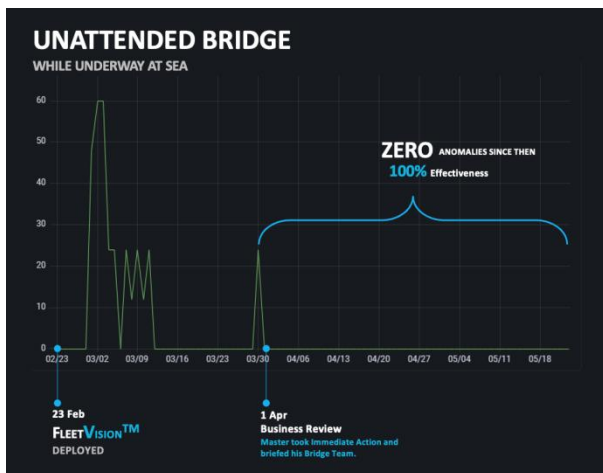 UNATTENDED BRIDGE
WHILE UNDERWAY AT SEA
60
50
40
30
20
10
0
ZERO ANOMALIES SINCE THEN
100% Effectiveness
02/23 03/02 03/09 03/16 03/23 03/30 04/06 04/13 04/20 04/27 05/04 05/11 05/18
23 Feb
FLEETVISION™
DEPLOYED
1 Apr
Business Review
Master took Immediate Action and
briefed his Bridge Team.